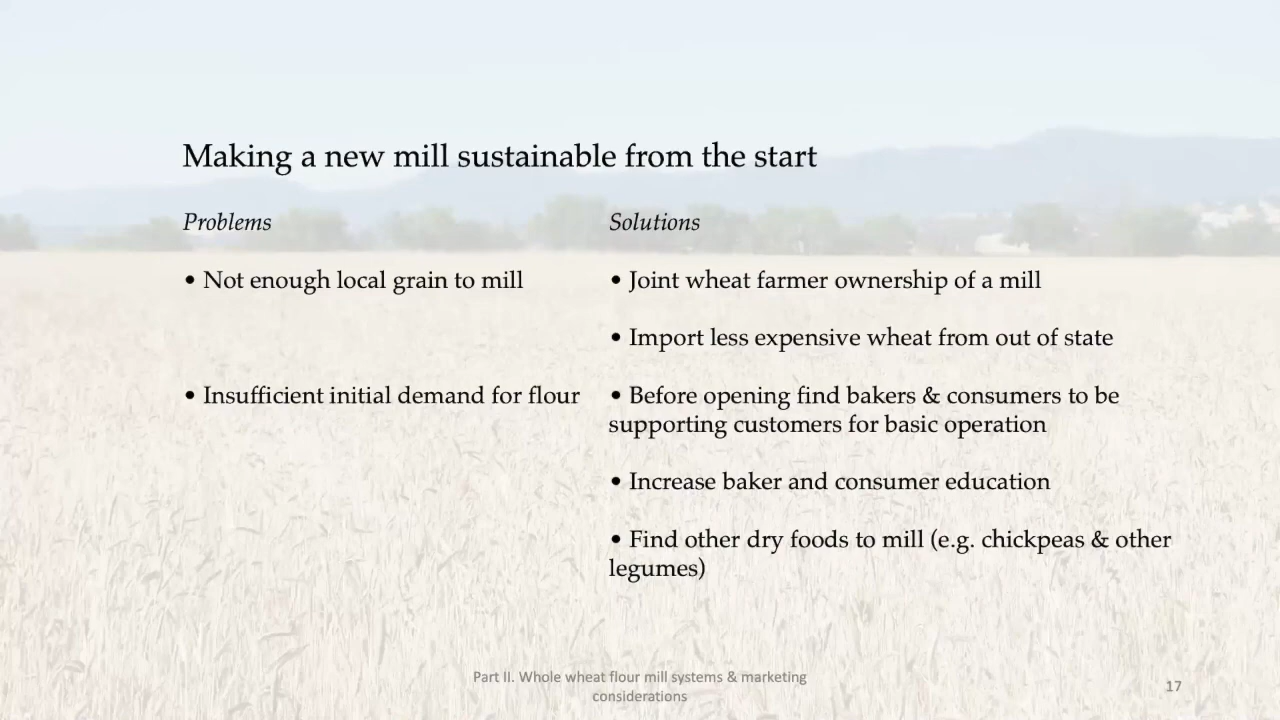 Making a new mill sustainable from the start
Problems
Solutions
• Not enough local grain to mill
• Joint wheat farmer ownership of a mill
• Import less expensive wheat from out of state
• Insufficient initial demand for flour
• Before opening find bakers & consumers to be
supporting customers for basic operation
• Increase baker and consumer education
• Find other dry foods to mill (e.g. chickpeas & other
legumes)
Part II. Whole wheat flour mill systems & marketing
considerations
17